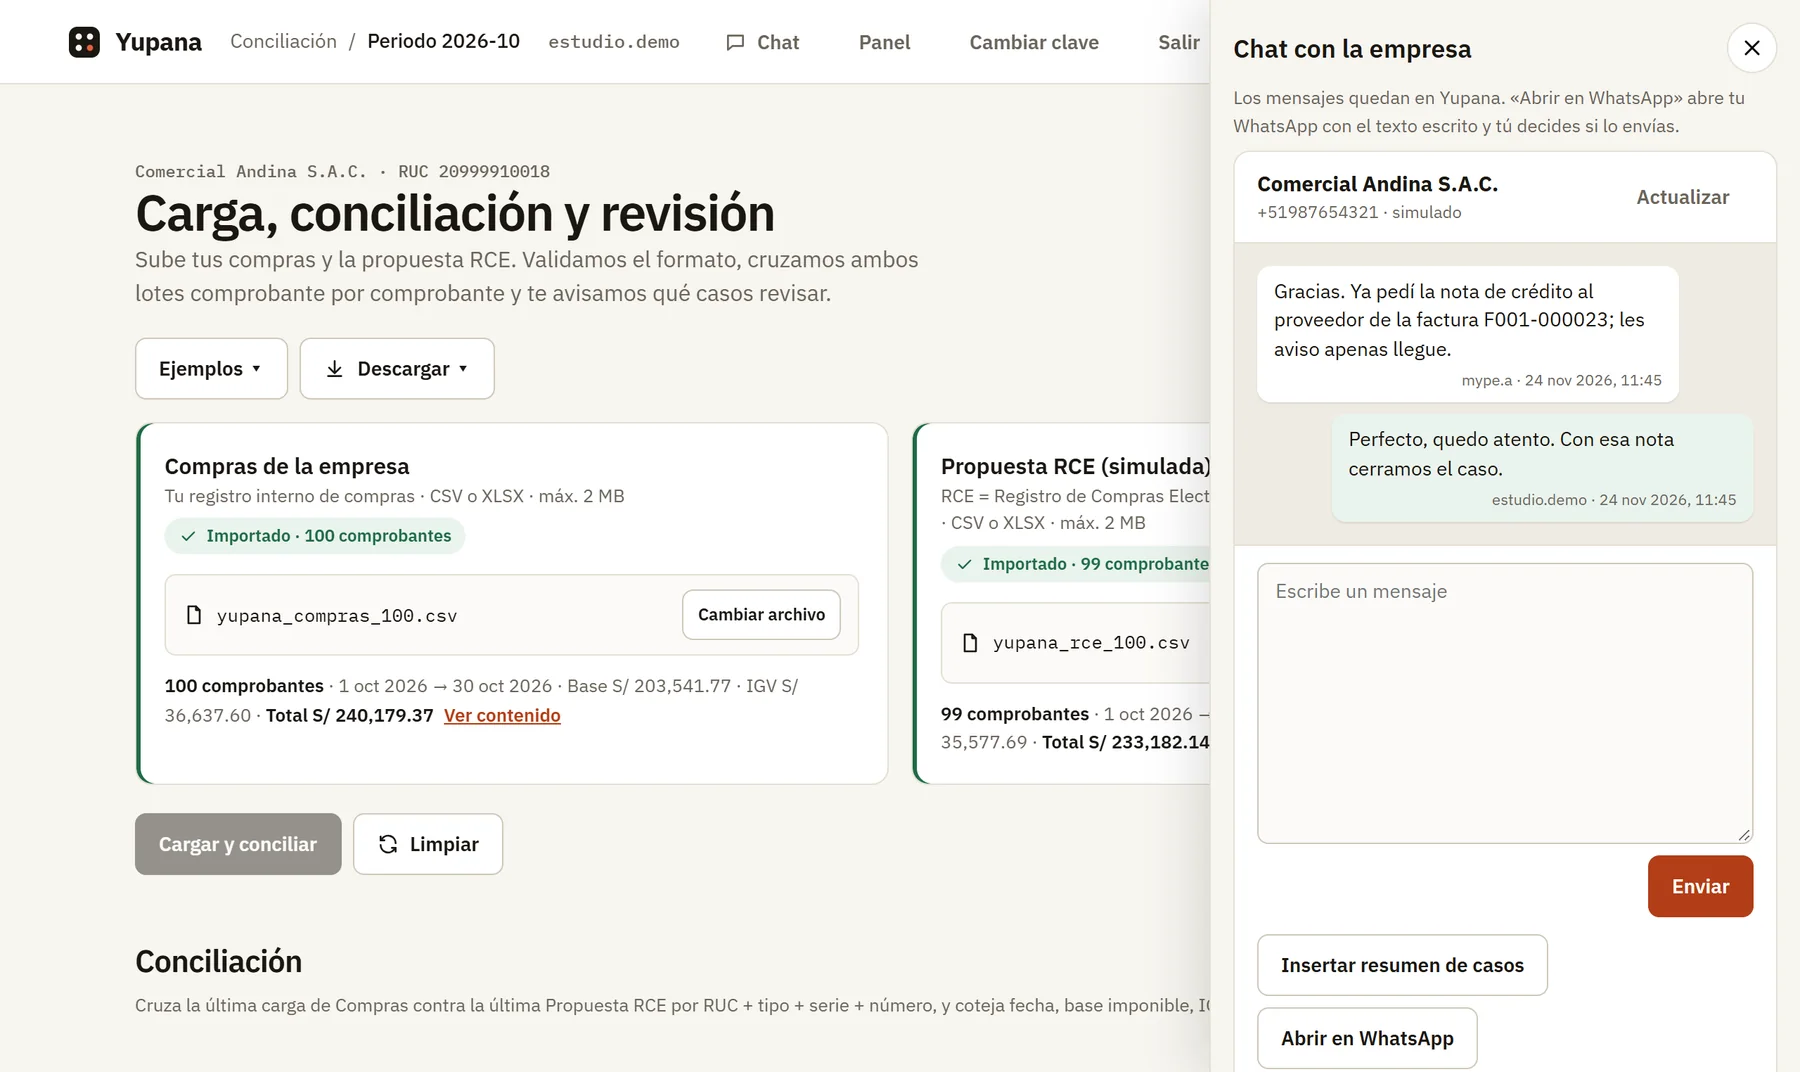 Yupana
Conciliación / Periodo 2026-10
estudio.demo
Chat
Panel
Cambiar clave
Salir
Comercial Andina S.A.C. · RUC 20999910018
Carga, conciliación y revisión
Sube tus compras y la propuesta RCE. Validamos el formato, cruzamos ambos
lotes comprobante por comprobante y te avisamos qué casos revisar.
Ejemplos ▾
Descargar ▾
Compras de la empresa
Tu registro interno de compras · CSV o XLSX · máx. 2 MB
Importado · 100 comprobantes
yupana_compras_100.csv
Cambiar archivo
100 comprobantes · 1 oct 2026 → 30 oct 2026 · Base S/ 203,541.77 · IGV S/
36,637.60 · Total S/ 240,179.37 Ver contenido
Propuesta RCE (simulada)
RCE = Registro de Compras Elect
· CSV o XLSX · máx. 2 MB
Importado · 99 comprobante
yupana_rce_100.csv
99 comprobantes · 1 oct 2026 →
35,577.69 · Total S/ 233,182.14
Cargar y conciliar
Limpiar
Conciliación
Cruza la última carga de Compras contra la última Propuesta RCE por RUC + tipo + serie + número, y coteja fecha, base imponible,
Chat con la empresa
Los mensajes quedan en Yupana. «Abrir en WhatsApp» abre tu
WhatsApp con el texto escrito y tú decides si lo envías.
Comercial Andina S.A.C.
+51987654321 · simulado
Actualizar
Gracias. Ya pedí la nota de crédito al
proveedor de la factura F001-000023; les
aviso apenas llegue.
mype.a · 24 nov 2026, 11:45
Perfecto, quedo atento. Con esa nota
cerramos el caso.
estudio.demo · 24 nov 2026, 11:45
Escribe un mensaje
Enviar
Insertar resumen de casos
Abrir en WhatsApp